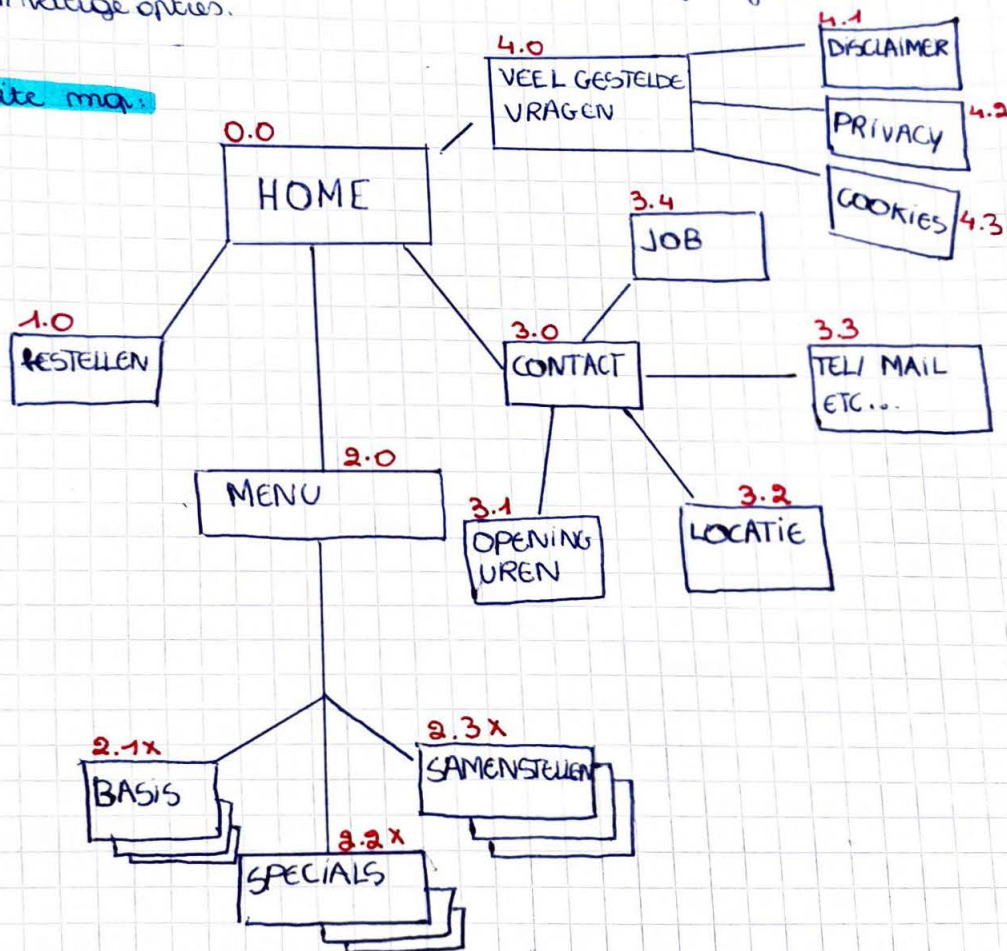 opties.
4.0
VEEL GESTELDE
VRAGEN
4.1
DISCLAIMER
PRIVACY
4.2
COOKIES
4.3
0.0
HOME
3.4
JOB
1.0
BESTELLEN
3.0
CONTACT
3.3
TEL/ MAIL
ETC...
2.0
MENU
3.1
OPENING
UREN
3.2
LOCATIE
2.1x
BASIS
2.2x
SPECIALS
2.3x
SAMENSTELLEN